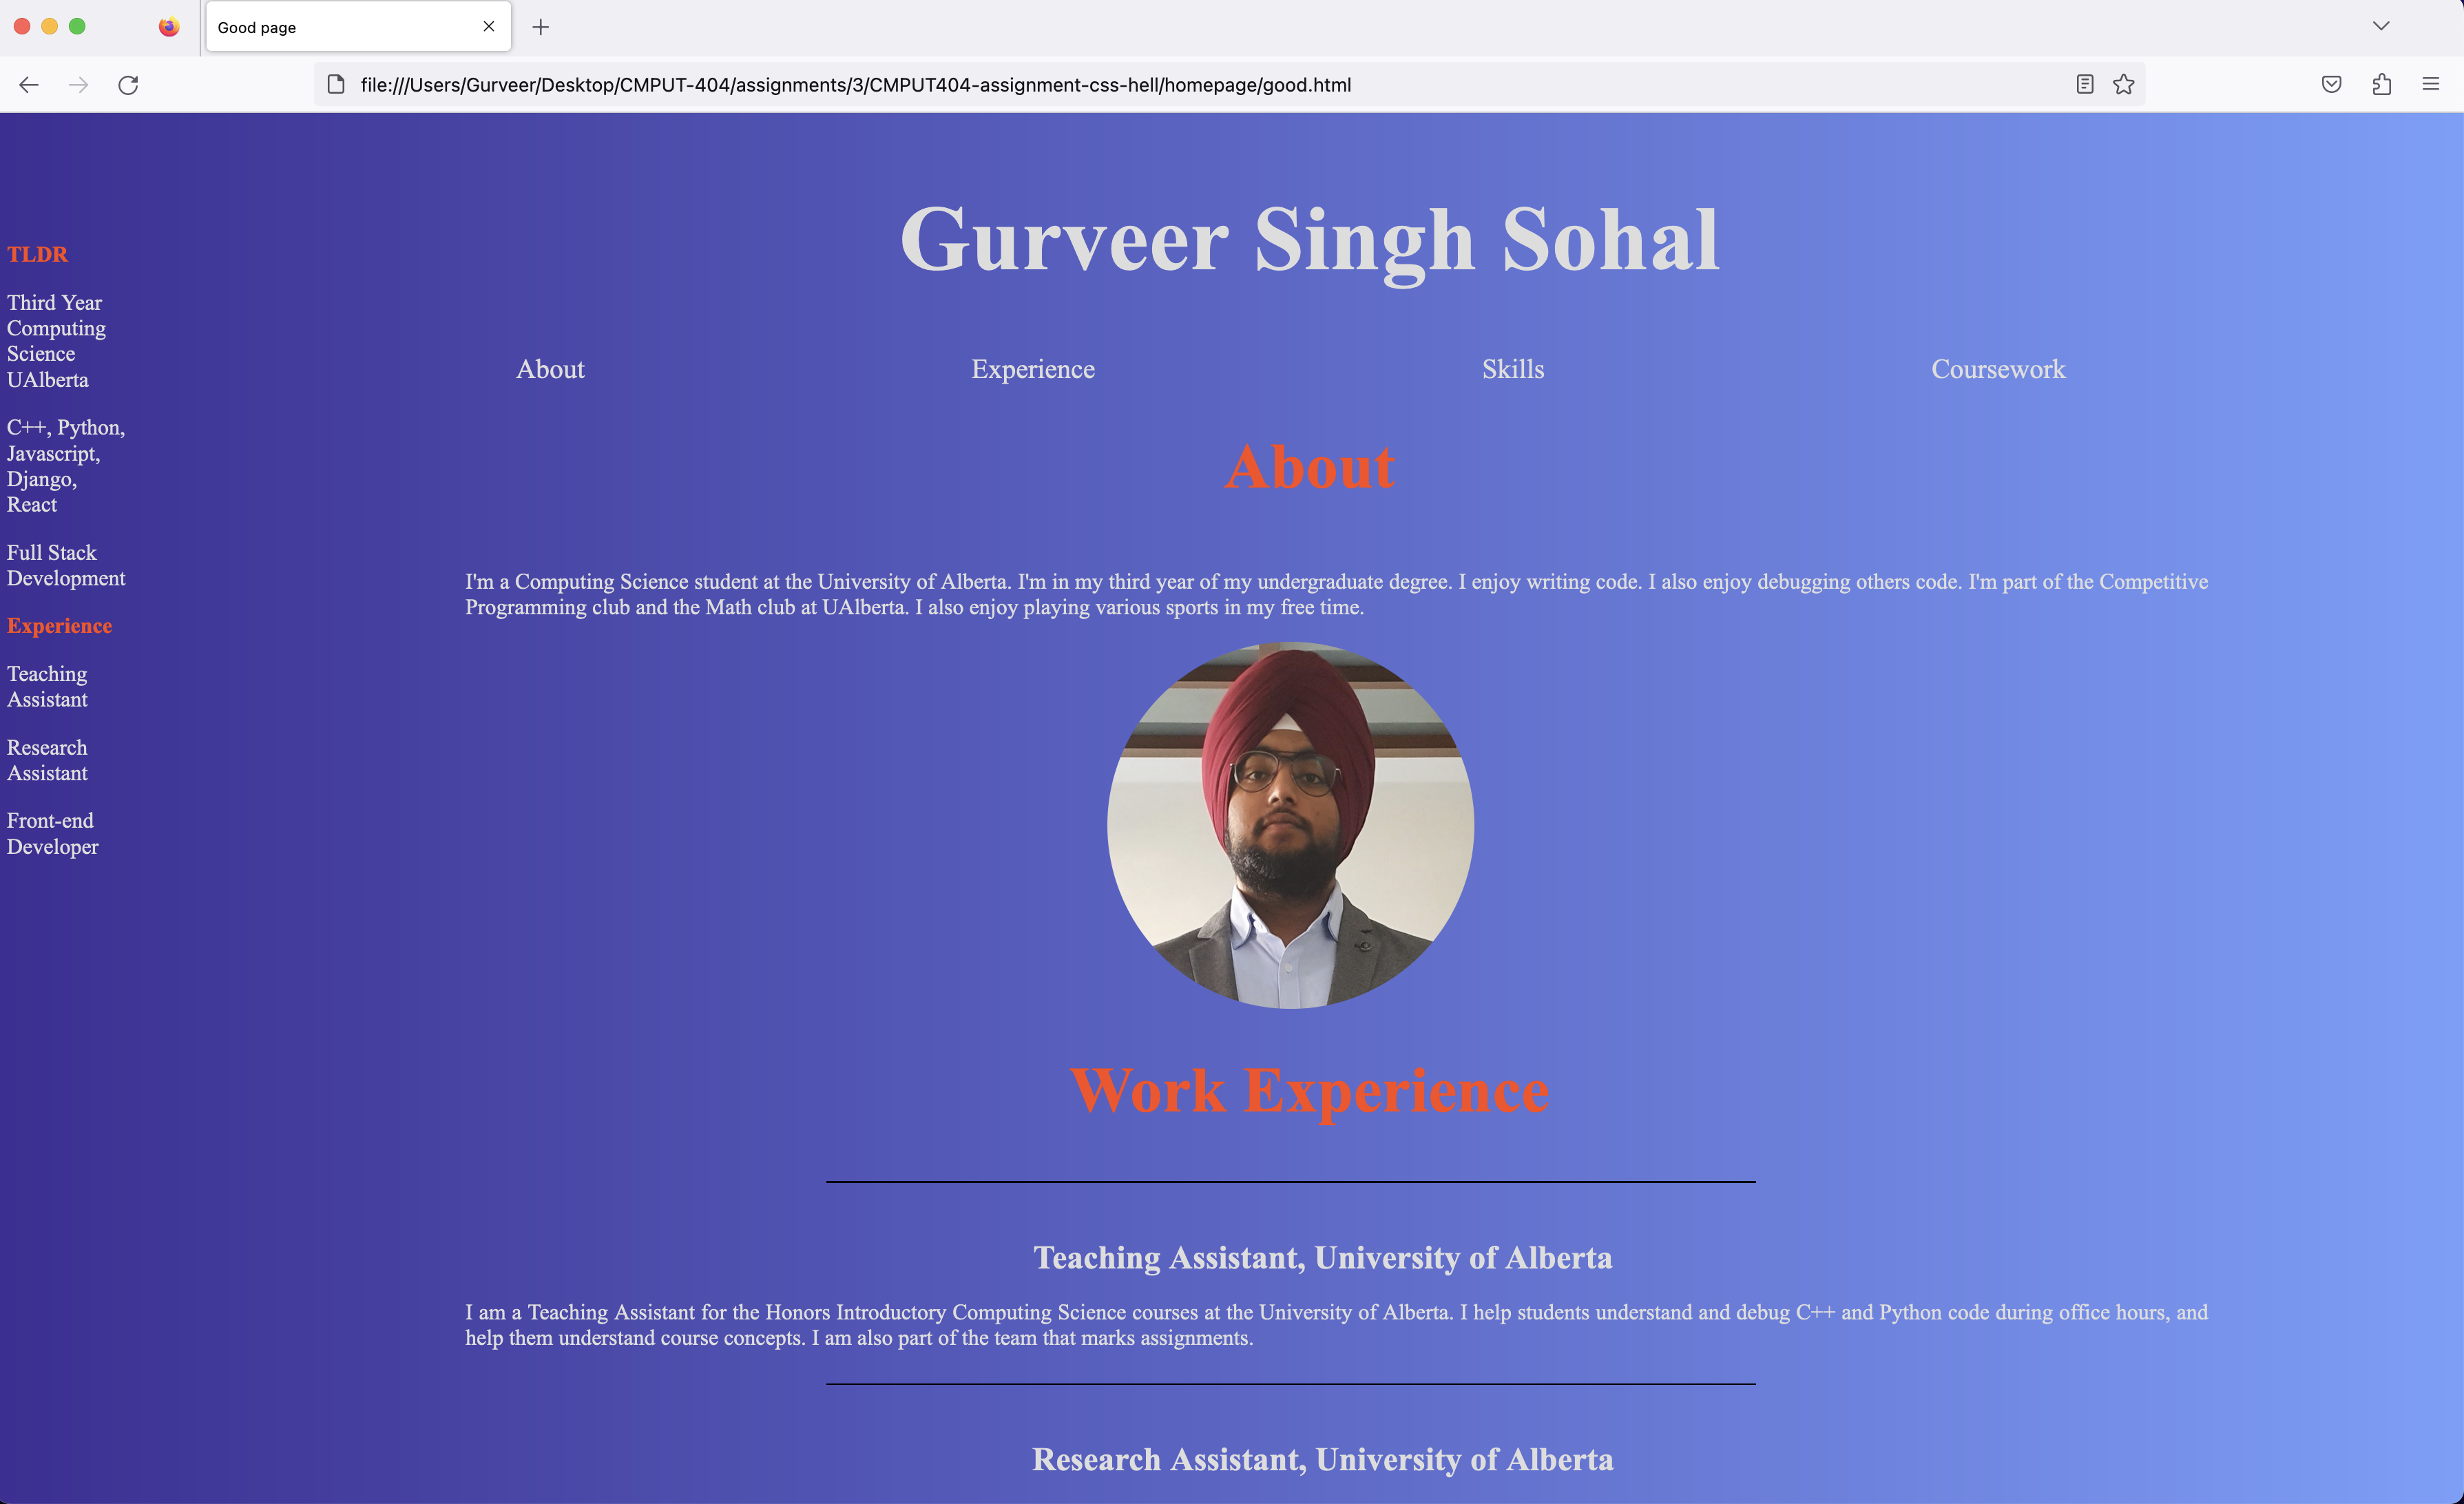 Good page
file:///Users/Gurveer/Desktop/CMPUT-404/assignments/3/CMPUT404-assignment-css-hell/homepage/good.html
Gurveer Singh Sohal
About
Experience
Skills
Coursework
TLDR
Third Year
Computing
Science
UAlberta
C++, Python,
Javascript,
Django,
React
Full Stack
Development
Experience
Teaching
Assistant
Research
Assistant
Front-end
Developer
About
I'm a Computing Science student at the University of Alberta. I'm in my third year of my undergraduate degree. I enjoy writing code. I also enjoy debugging others code. I'm part of the Competitive
Programming club and the Math club at UAlberta. I also enjoy playing various sports in my free time.
Work Experience
Teaching Assistant, University of Alberta
I am a Teaching Assistant for the Honors Introductory Computing Science courses at the University of Alberta. I help students understand and debug C++ and Python code during office hours, and
help them understand course concepts. I am also part of the team that marks assignments.
Research Assistant, University of Alberta